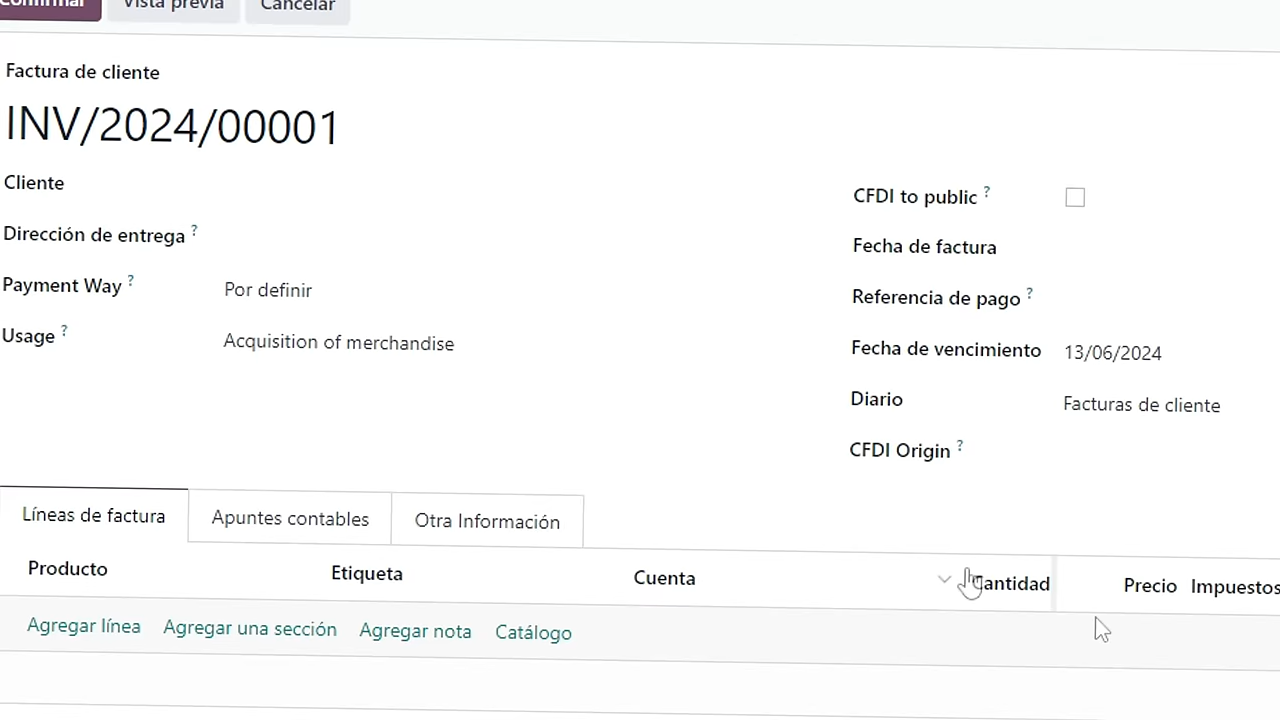 Confirmar Vista previa Cancelar
Factura de cliente
INV/2024/00001
Cliente
Dirección de entrega ?
Payment Way ? Por definir
Usage ? Acquisition of merchandise
CFDI to public ?
Fecha de factura
Referencia de pago ?
Fecha de vencimiento 13/06/2024
Diario Facturas de cliente
CFDI Origin ?
Líneas de factura Apuntes contables Otra Información
Producto Etiqueta Cuenta Cantidad Precio Impuestos
Agregar línea Agregar una sección Agregar nota Catálogo